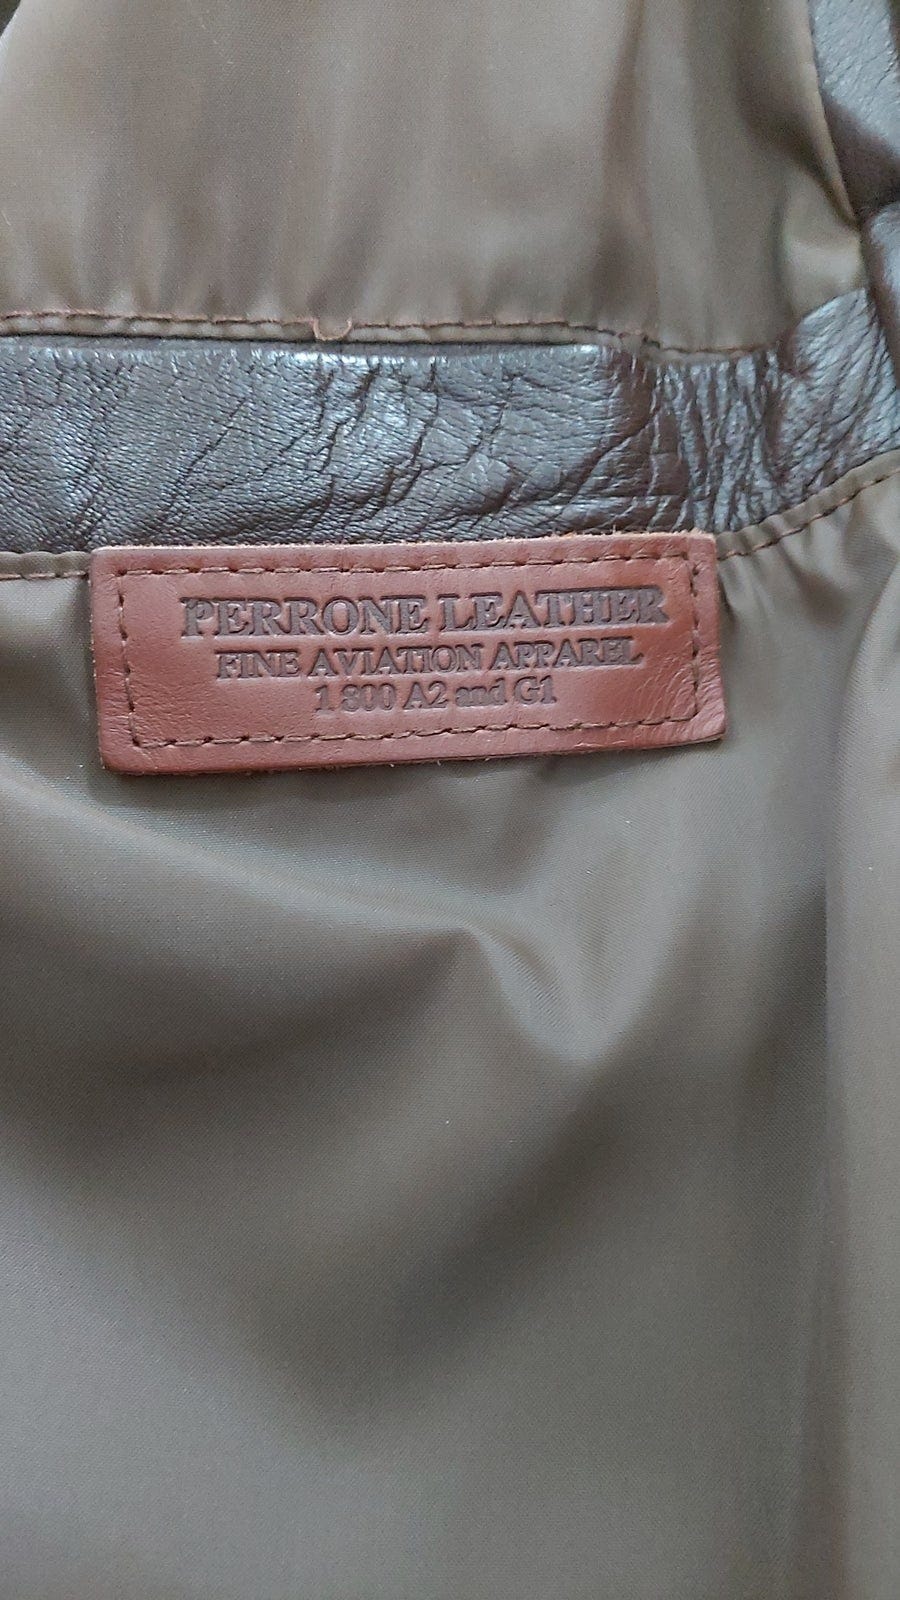 PERRONE LEATHER
FINE AVIATION APPAREL
1 800 A2 and G1